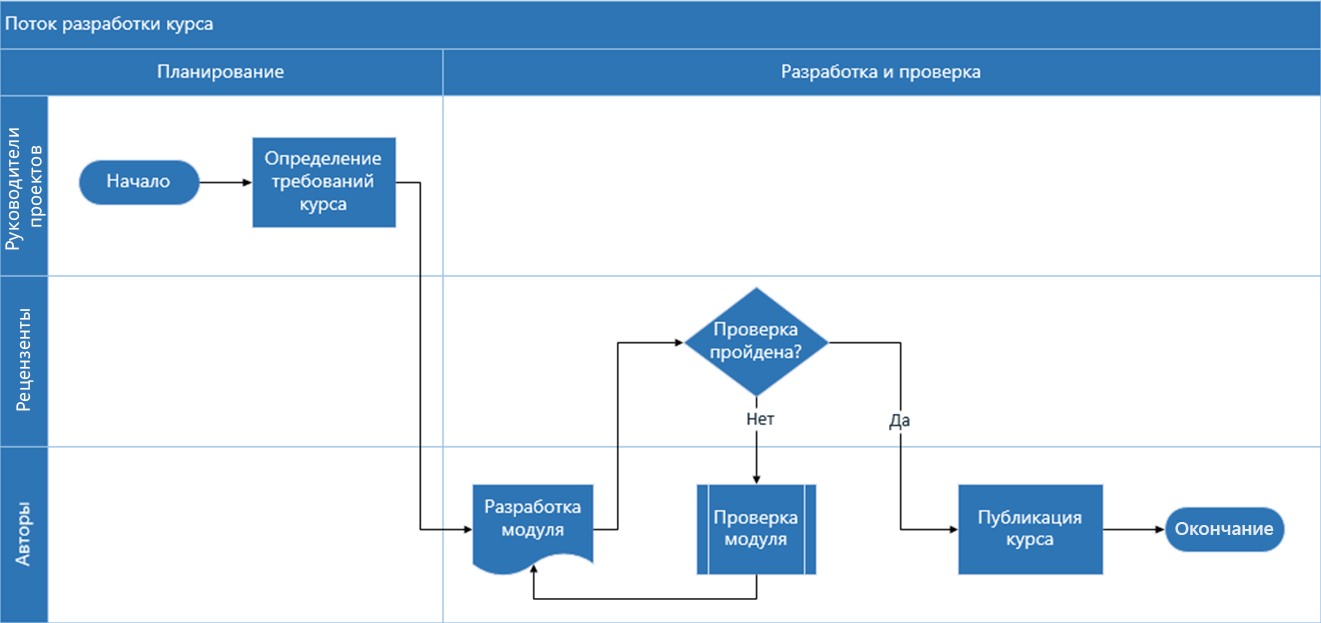 Поток разработки курса
Планирование
Разработка и проверка
Руководители
проектов
Начало
Определение
требований
курса
Рецензенты
Проверка
пройдена?
Нет
Да
Авторы
Разработка
модуля
Проверка
модуля
Публикация
курса
Окончание